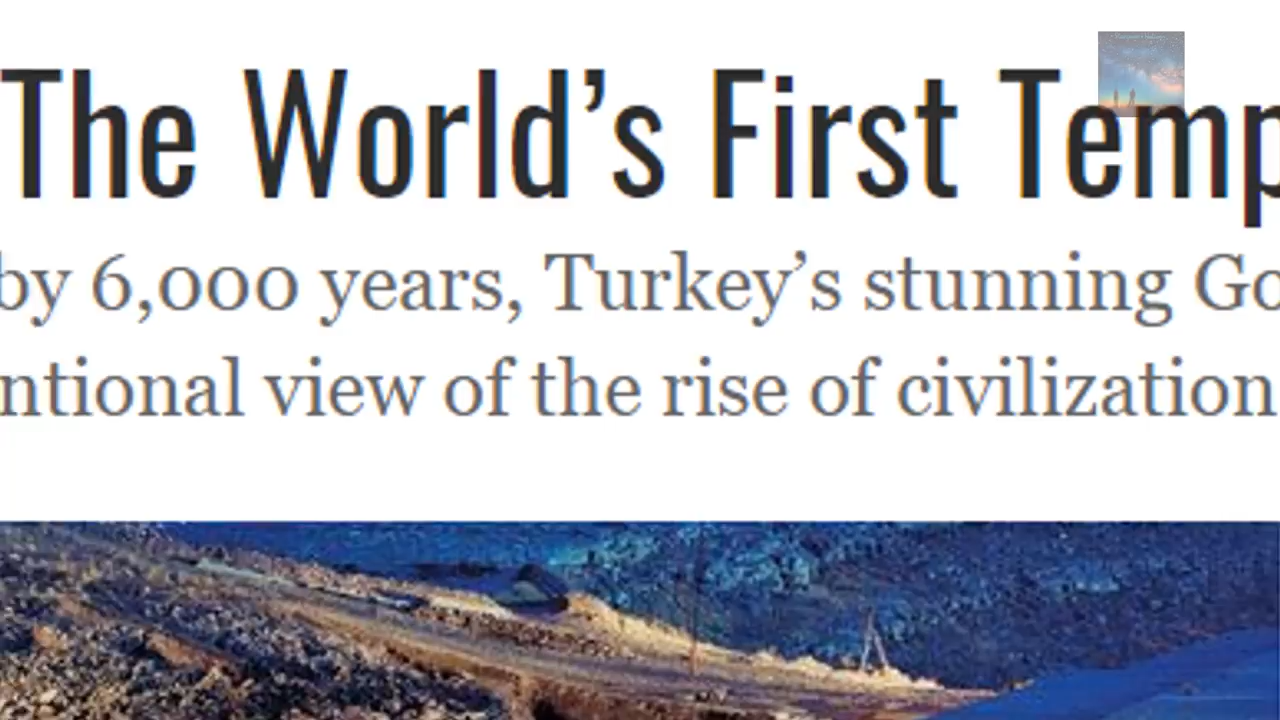 The World’s First Temp
by 6,000 years, Turkey’s stunning Go
ntional view of the rise of civilization